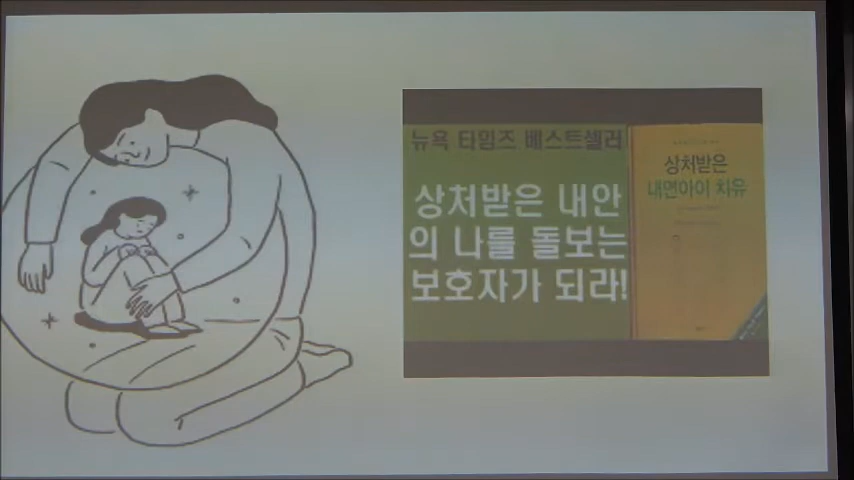 뉴욕 타임즈 베스트셀러
상처받은 내안
의 나를 돌보는
보호자가 되라!
상처받은
내면아이 치유